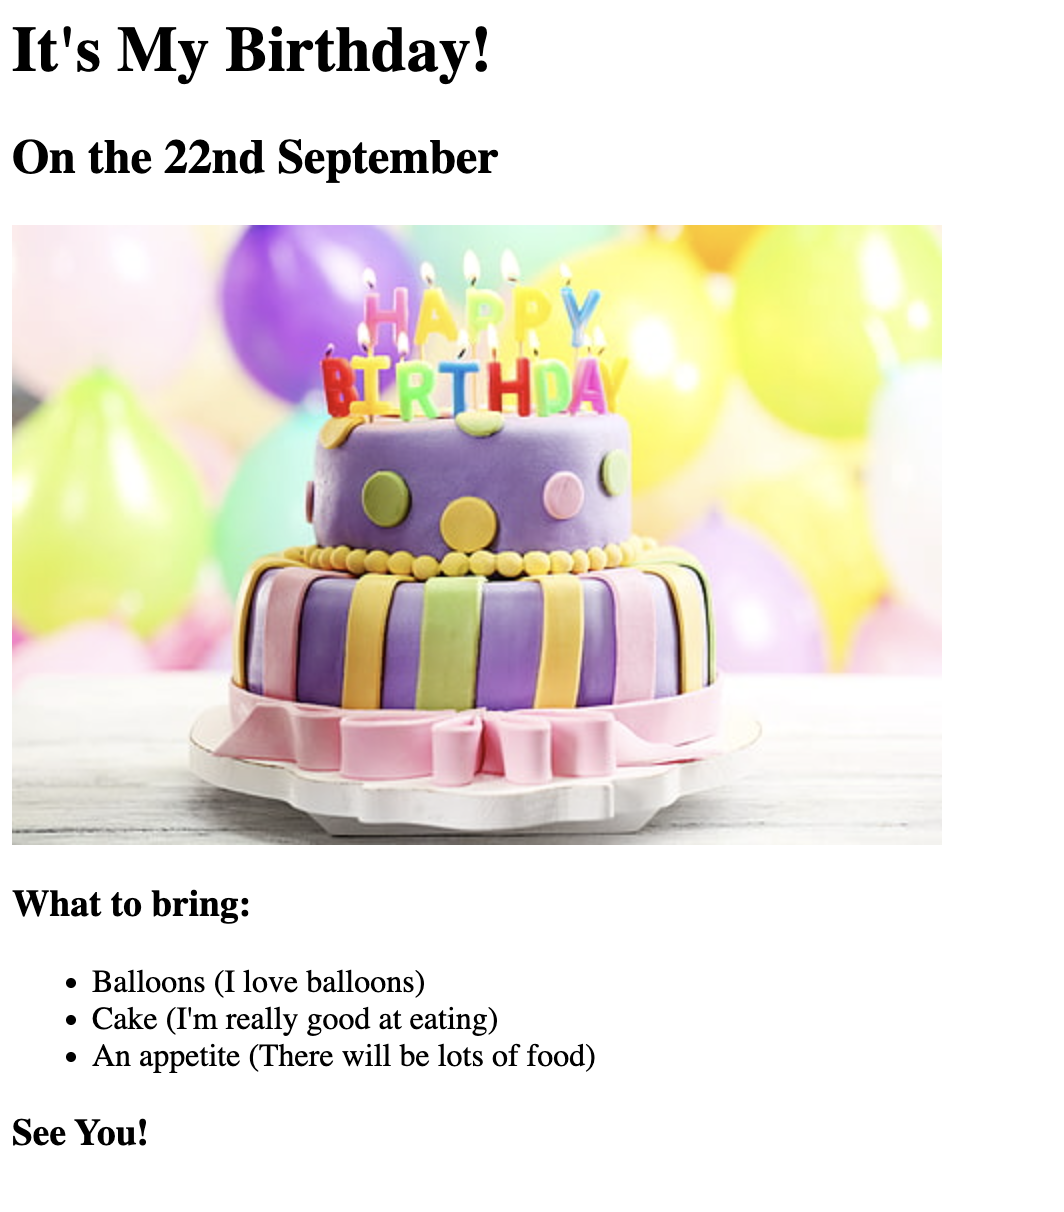 It's My Birthday!
On the 22nd September
HAPPY
BIRTHDAY
What to bring:
Balloons (I love balloons)
Cake (I'm really good at eating)
An appetite (There will be lots of food)
See You!